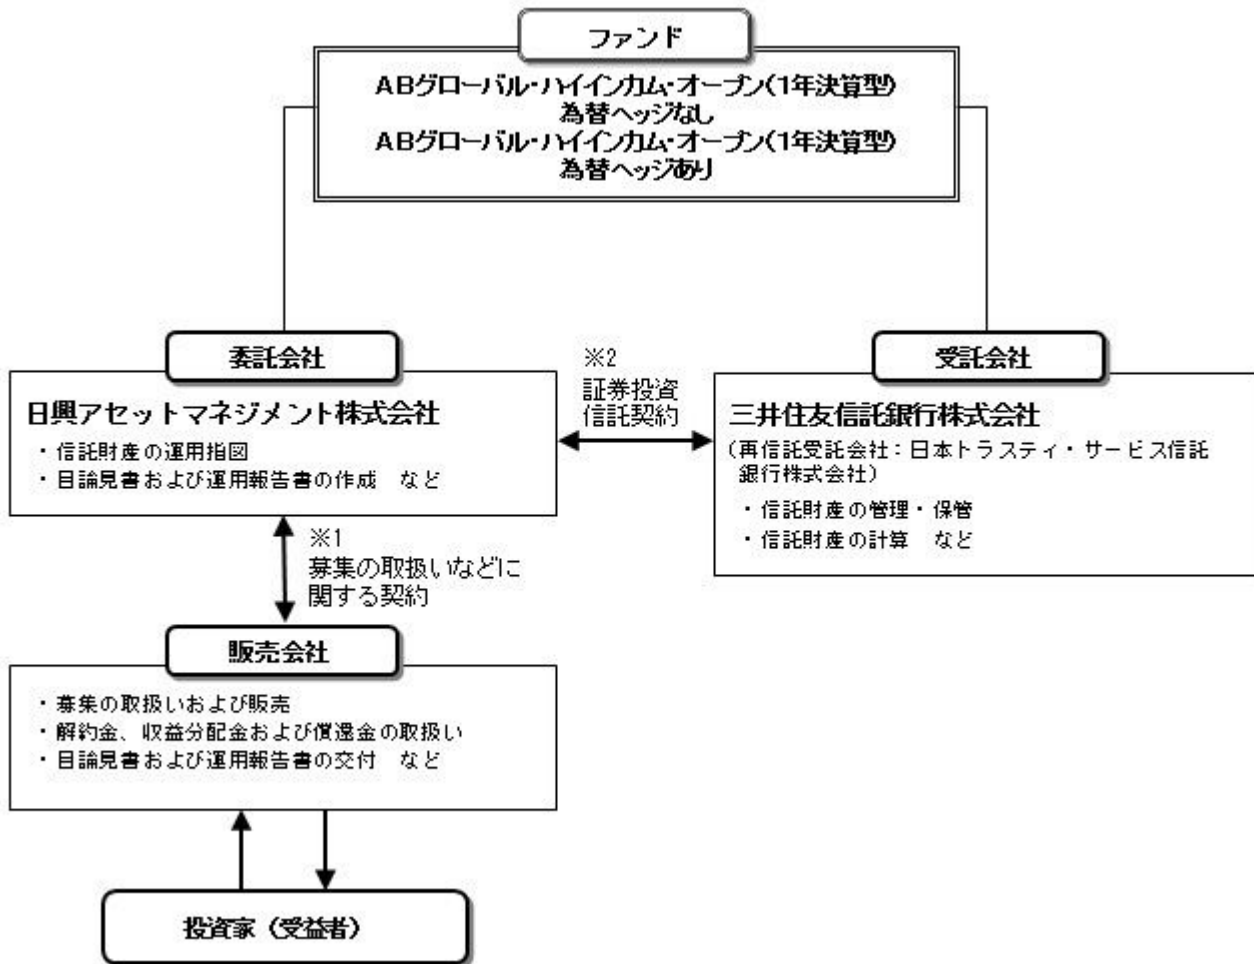 ファンド
ABグローバル・ハイインカム・オープン(1年決算型)
為替ヘッジなし
ABグローバル・ハイインカム・オープン(1年決算型)
為替ヘッジあり
委託会社
日興アセットマネジメント株式会社
・信託財産の運用指図
・目論見書および運用報告書の作成　など
※2
証券投資
信託契約
受託会社
三井住友信託銀行株式会社
(再信託受託会社：日本トラスティ・サービス信託
銀行株式会社)
・信託財産の管理・保管
・信託財産の計算　など
※1
募集の取扱いなどに
関する契約
販売会社
・募集の取扱いおよび販売
・解約金、収益分配金および償還金の取扱い
・目論見書および運用報告書の交付　など
投資家（受益者）